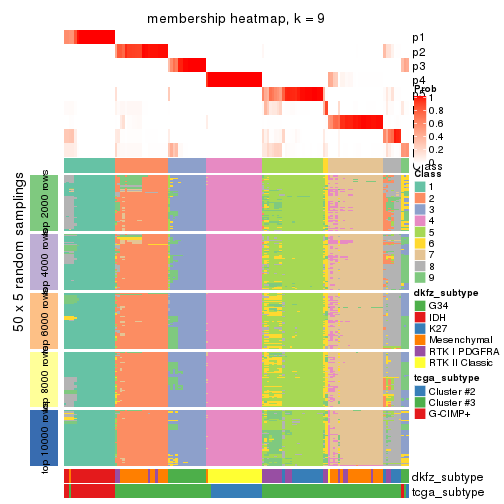 membership heatmap, k = 9
p1
p2
p3
p4
Prob
1
0.8
0.6
0.4
0.2
0
Class
Class
1
2
3
4
5
6
7
8
9
50 x 5 random samplings
top 2000 rows
top 4000 rows
top 6000 rows
top 8000 rows
top 10000 rows
dkfz_subtype
G34
IDH
K27
Mesenchymal
RTK I PDGFRA
RTK II Classic
tcga_subtype
Cluster #2
Cluster #3
G-CIMP+
dkfz_subtype
tcga_subtype